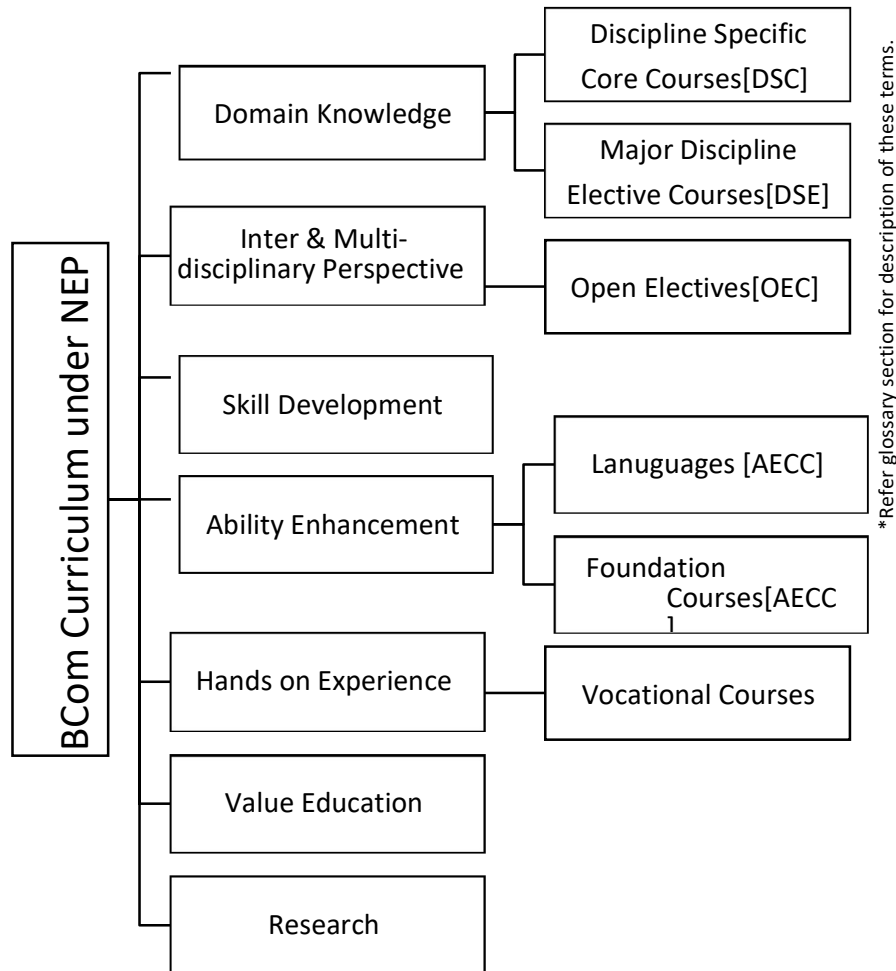 BCom Curriculum under NEP
Domain Knowledge
Discipline Specific
Core Courses[DSC]
Major Discipline
Elective Courses[DSE]
Inter & Multi-
disciplinary Perspective
Open Electives[OEC]
Skill Development
Ability Enhancement
Lanuguages [AECC]
Foundation
Courses[AECC
]
Hands on Experience
Vocational Courses
Value Education
Research
*Refer glossary section for description of these terms.